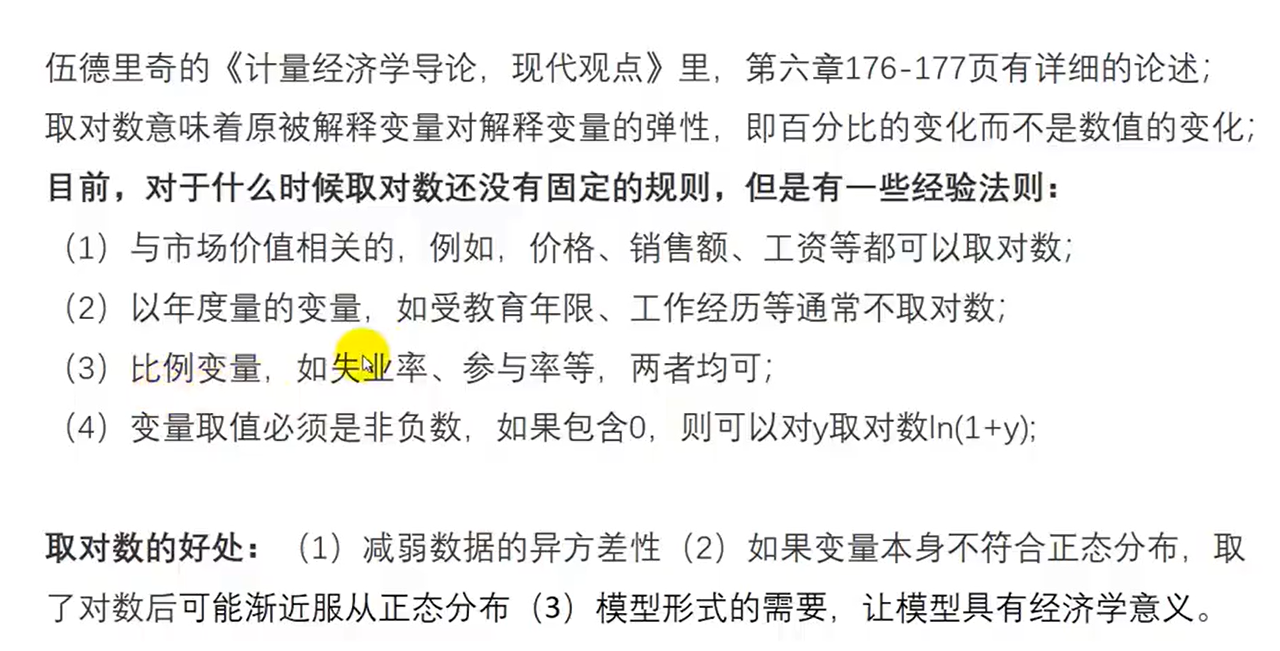 伍德里奇的《计量经济学导论，现代观点》里，第六章176-177页有详细的论述；
取对数意味着原被解释变量对解释变量的弹性，即百分比的变化而不是数值的变化；
目前，对于什么时候取对数还没有固定的规则，但是有一些经验法则：
（1）与市场价值相关的，例如，价格、销售额、工资等都可以取对数；
（2）以年度量的变量，如受教育年限、工作经历等通常不取对数；
（3）比例变量，如失业率、参与率等，两者均可；
（4）变量取值必须是非负数，如果包含0，则可以对y取对数ln(1+y);
取对数的好处：（1）减弱数据的异方差性（2）如果变量本身不符合正态分布，取
了对数后可能渐近服从正态分布（3）模型形式的需要，让模型具有经济学意义。